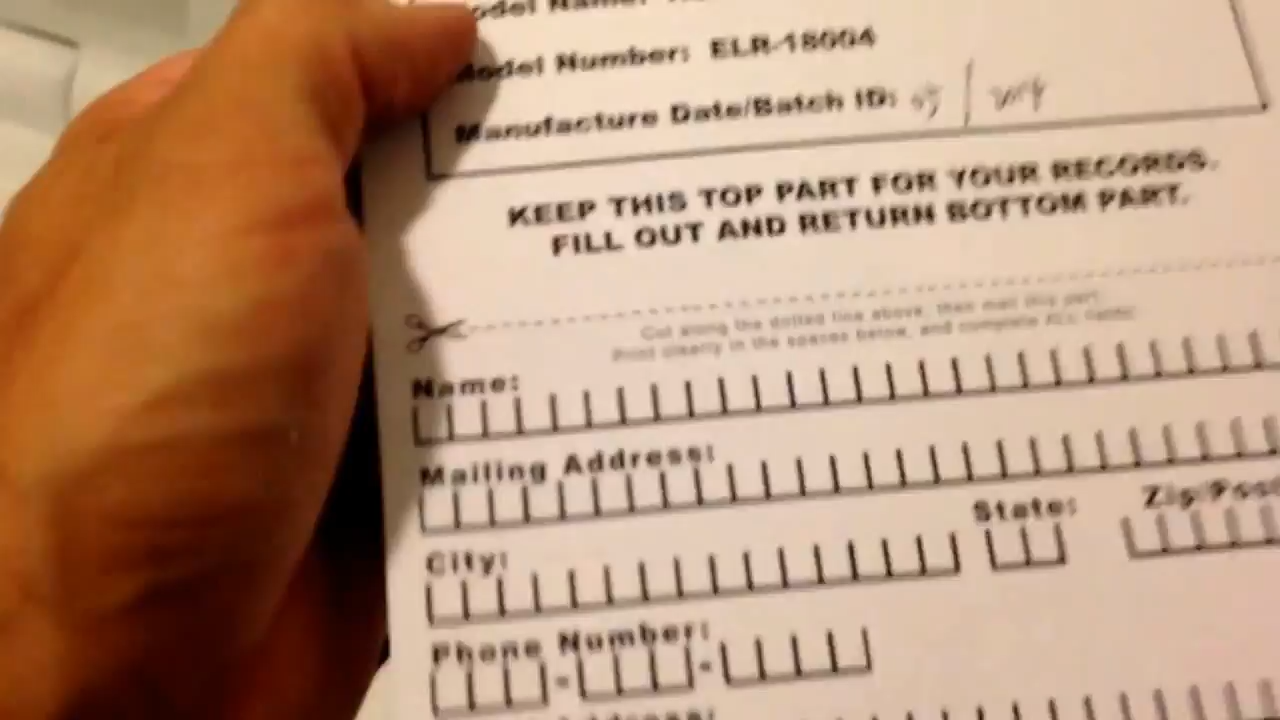 Model Name:
Model Number: ELR-18004
Manufacture Date/Batch ID:
KEEP THIS TOP PART FOR YOUR RECORDS.
FILL OUT AND RETURN BOTTOM PART.
Cut along the dotted line above, then mail this part.
Print clearly in the spaces below, and complete ALL fields.
Name:
Mailing Address:
City:
State:
Zip/Post
Phone Number:
Address: